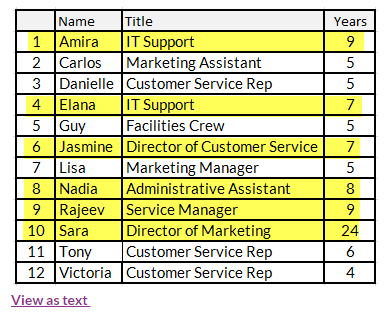 Name Title Years
1 Amira IT Support 9
2 Carlos Marketing Assistant 5
3 Danielle Customer Service Rep 5
4 Elana IT Support 7
5 Guy Facilities Crew 5
6 Jasmine Director of Customer Service 7
7 Lisa Marketing Manager 5
8 Nadia Administrative Assistant 8
9 Rajeev Service Manager 9
10 Sara Director of Marketing 24
11 Tony Customer Service Rep 6
12 Victoria Customer Service Rep 4
View as text